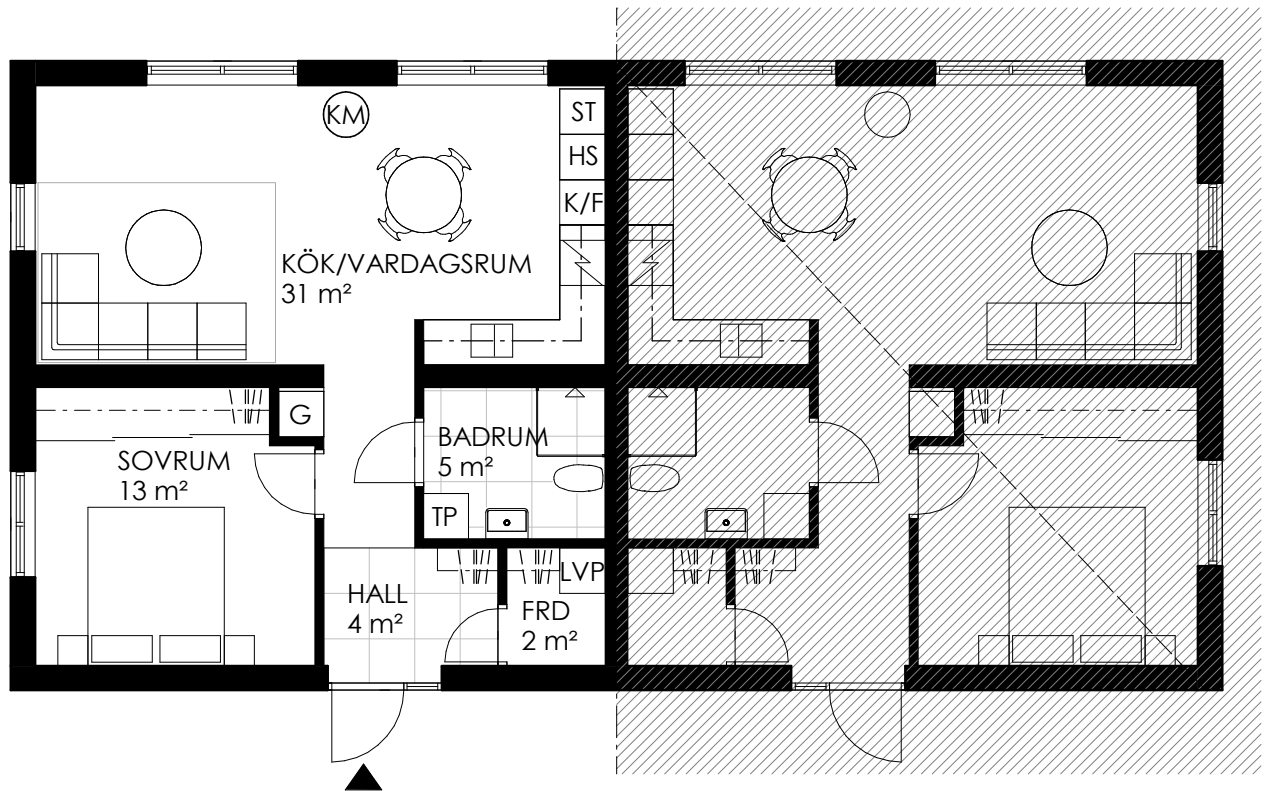 KM
ST
HS
K/F
KÖK/VARDAGSRUM
31 m²
G
SOVRUM
13 m²
BADRUM
5 m²
TP
HALL
4 m²
LVP
FRD
2 m²